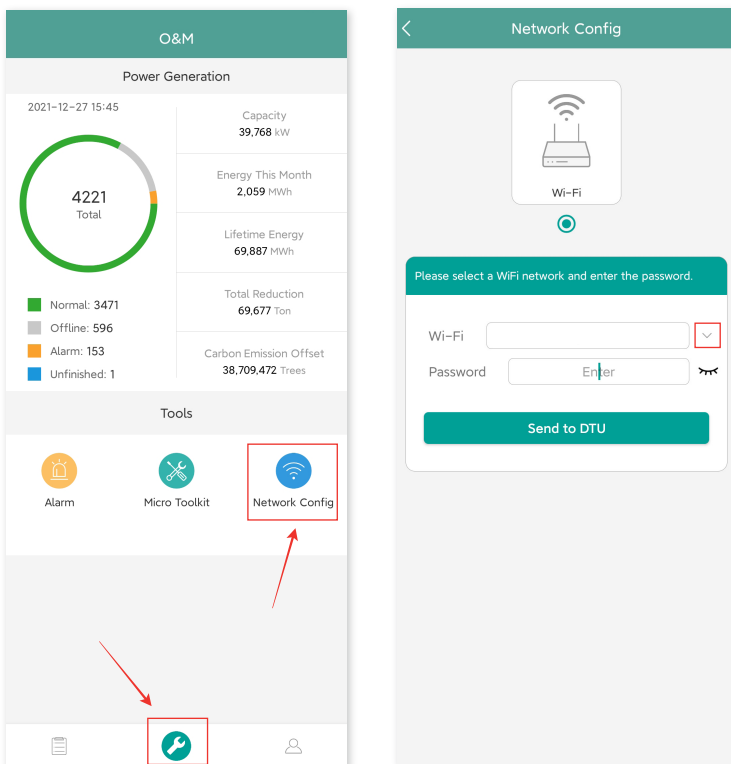 O&M
Power Generation
2021-12-27 15:45
4221
Total
Normal: 3471
Offline: 596
Alarm: 153
Unfinished: 1
Capacity
39,768 kW
Energy This Month
2,059 MWh
Lifetime Energy
69,887 MWh
Total Reduction
69,677 Ton
Carbon Emission Offset
38,709,472 Trees
Tools
Alarm
Micro Toolkit
Network Config
Network Config
Wi-Fi
Please select a WiFi network and enter the password.
Wi-Fi
Password
Enter
Send to DTU